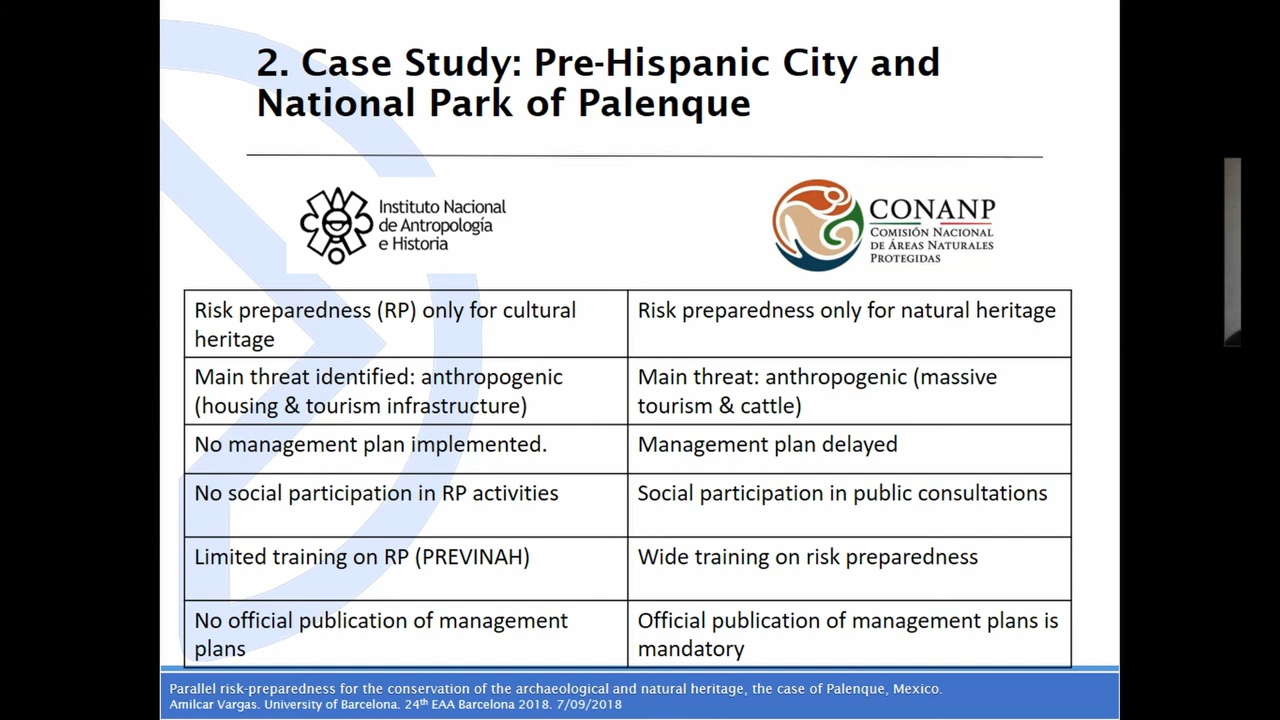 2. Case Study: Pre-Hispanic City and
National Park of Palenque
Instituto Nacional
de Antropología
e Historia
CONANP
COMISIÓN NACIONAL
DE ÁREAS NATURALES
PROTEGIDAS
Risk preparedness (RP) only for cultural
heritage
Risk preparedness only for natural heritage
Main threat identified: anthropogenic
(housing & tourism infrastructure)
Main threat: anthropogenic (massive
tourism & cattle)
No management plan implemented.
Management plan delayed
No social participation in RP activities
Social participation in public consultations
Limited training on RP (PREVINAH)
Wide training on risk preparedness
No official publication of management
plans
Official publication of management plans is
mandatory
Parallel risk-preparedness for the conservation of the archaeological and natural heritage, the case of Palenque, Mexico.
Amilcar Vargas. University of Barcelona. 24th EAA Barcelona 2018. 7/09/2018